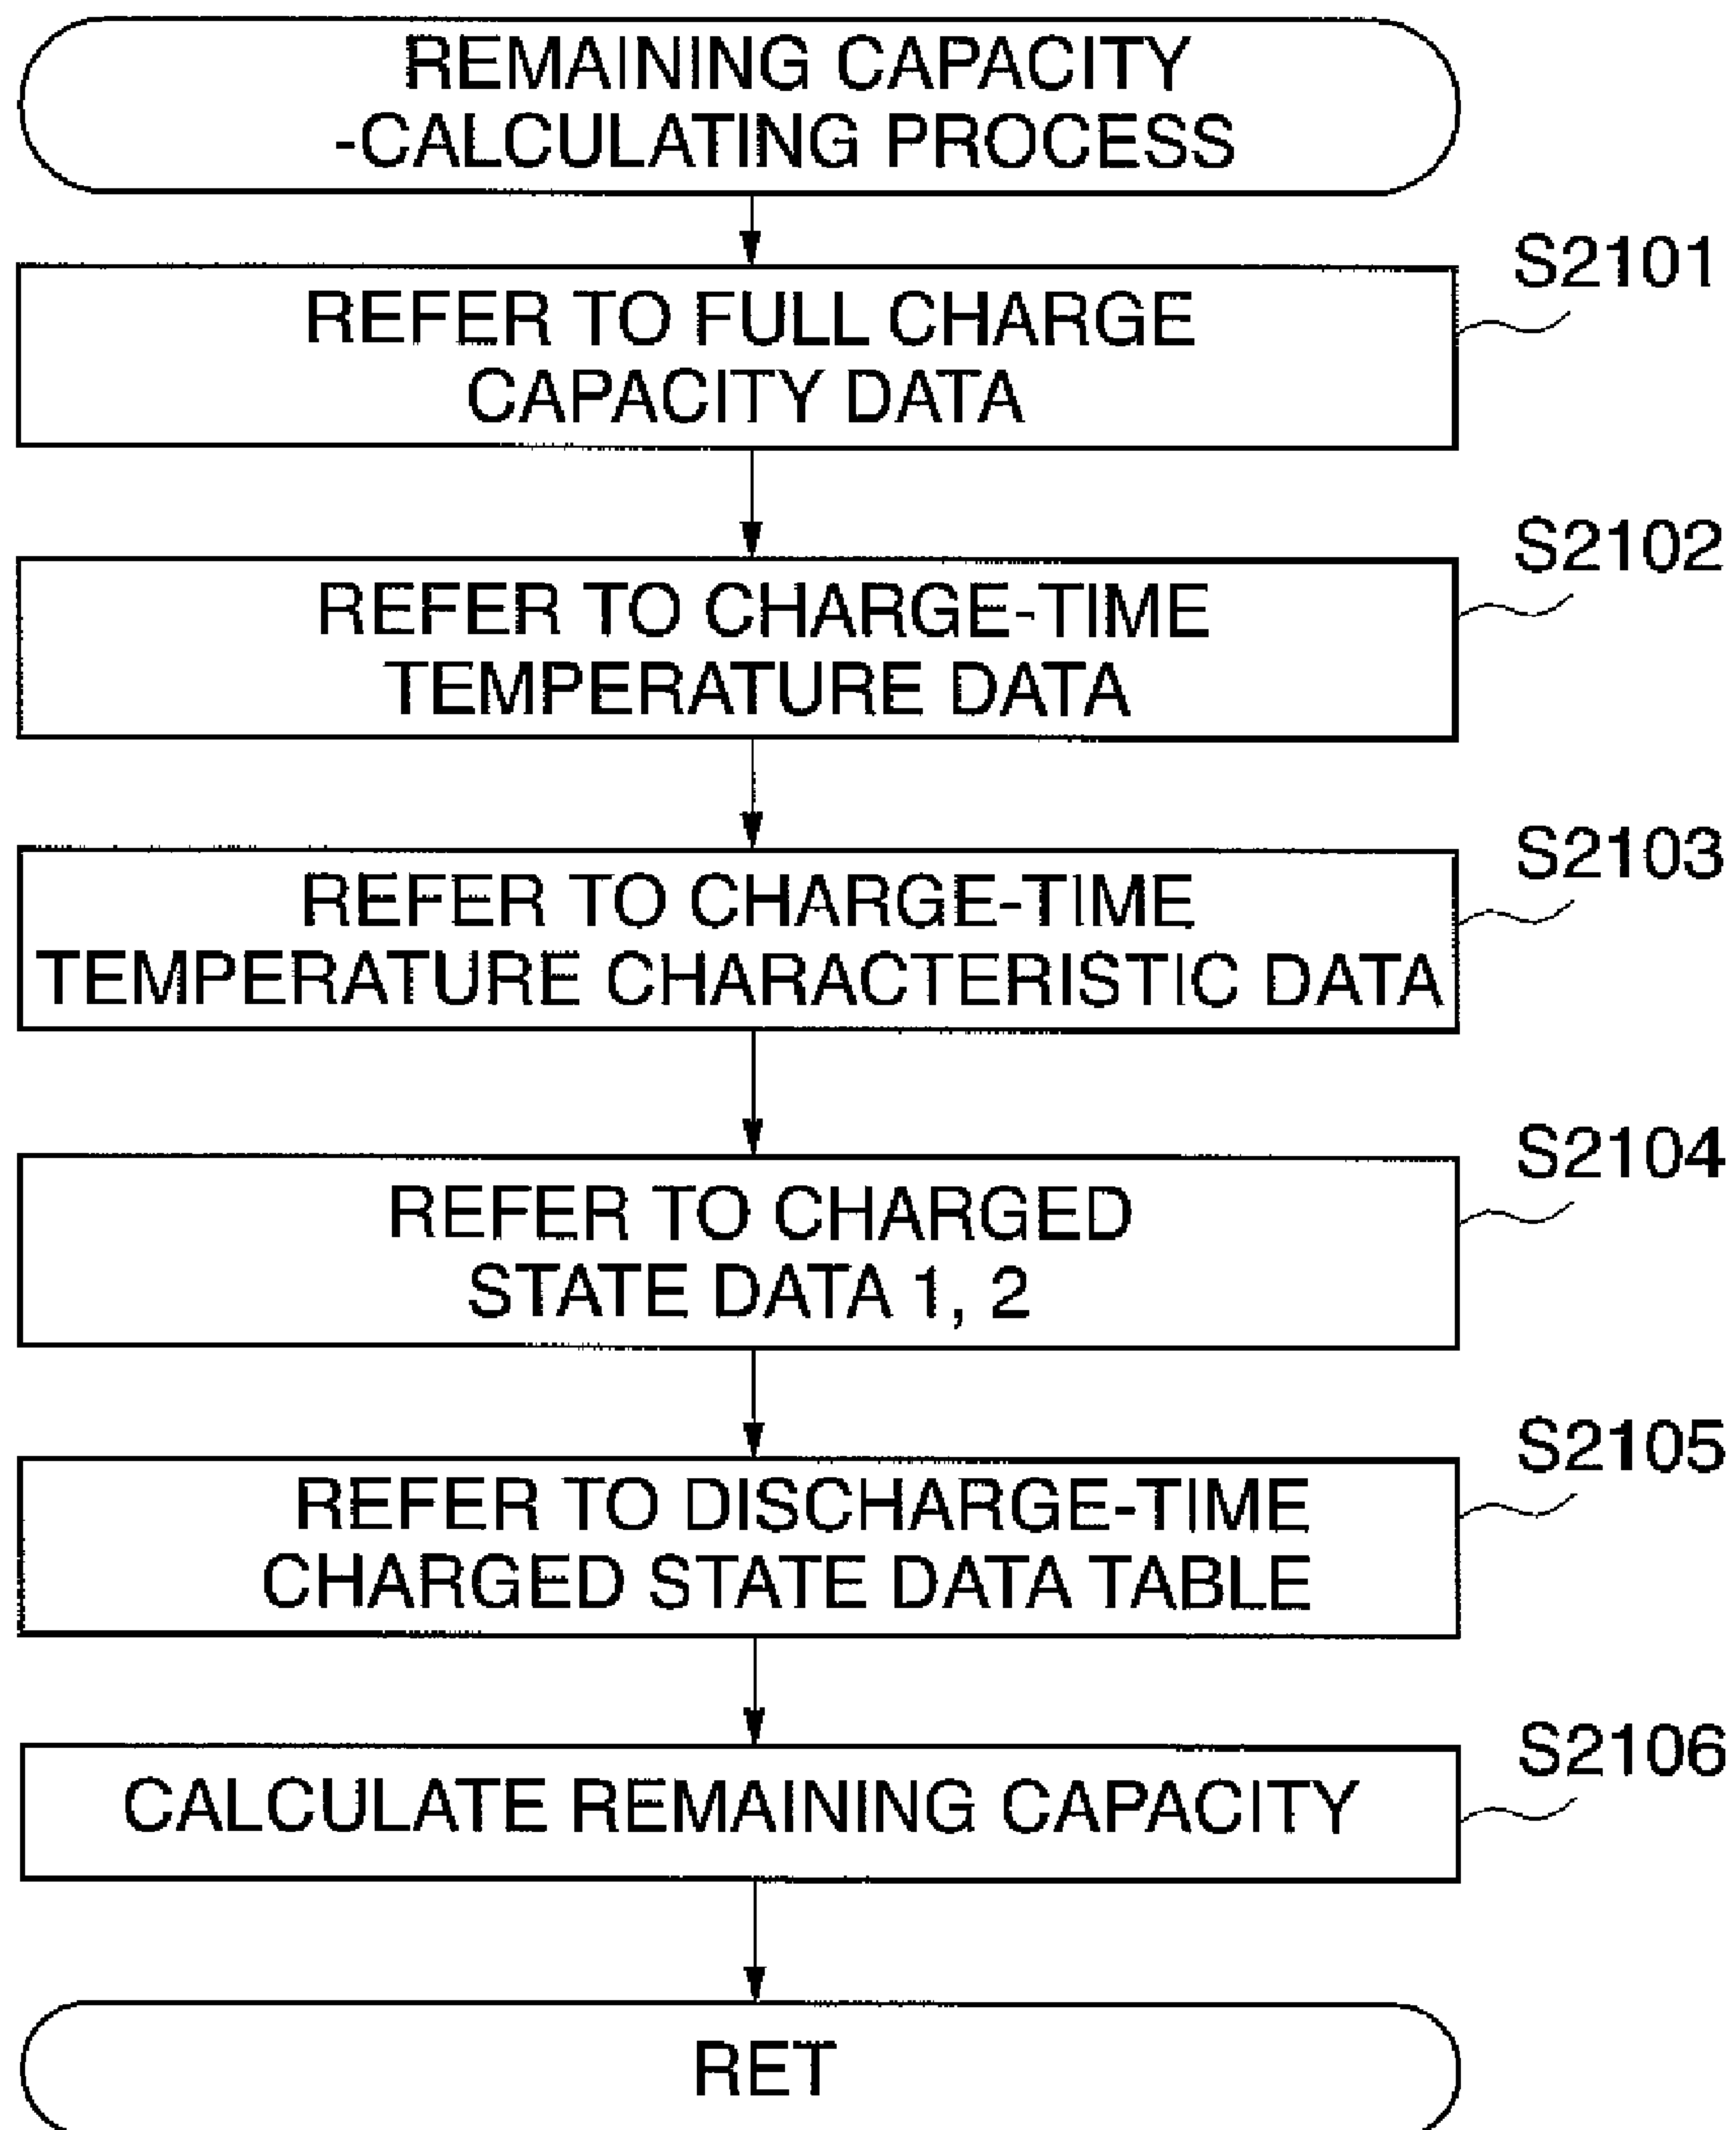 REMAINING CAPACITY
-CALCULATING PROCESS
S2101
REFER TO FULL CHARGE
CAPACITY DATA
S2102
REFER TO CHARGE-TIME
TEMPERATURE DATA
S2103
REFER TO CHARGE-TIME
TEMPERATURE CHARACTERISTIC DATA
S2104
REFER TO CHARGED
STATE DATA 1, 2
S2105
REFER TO DISCHARGE-TIME
CHARGED STATE DATA TABLE
S2106
CALCULATE REMAINING CAPACITY
RET